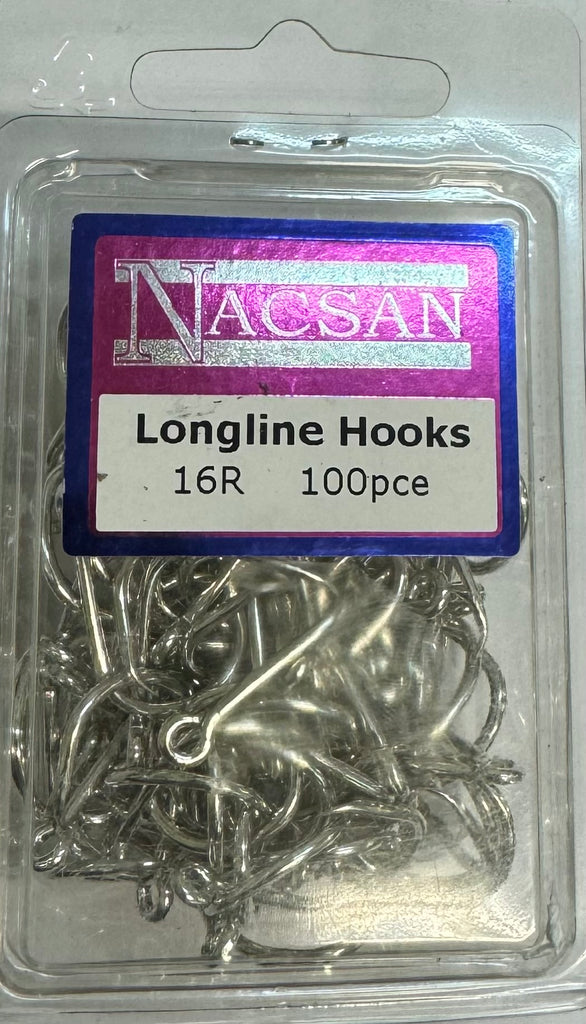 NACSAN
Longline Hooks
16R 100pce